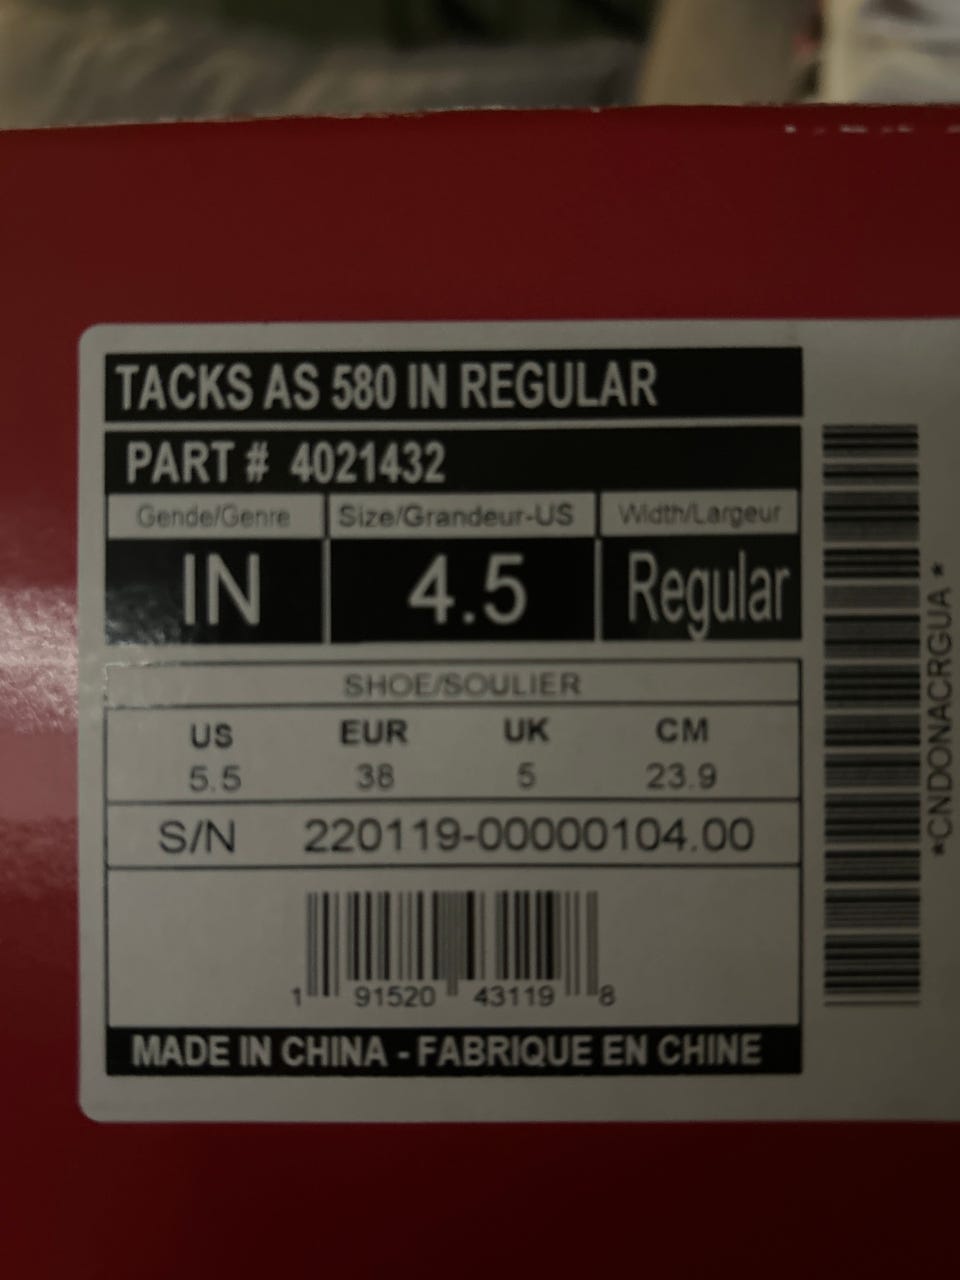 TACKS AS 580 IN REGULAR
PART # 4021432
Gende/Genre Size/Grandeur-US Width/Largeur
IN 4.5 Regular
SHOE/SOULIER
US EUR UK CM
5.5 38 5 23.9
S/N 220119-00000104.00
1 91520 43119 8
MADE IN CHINA - FABRIQUE EN CHINE
*CNDONACRGUA*